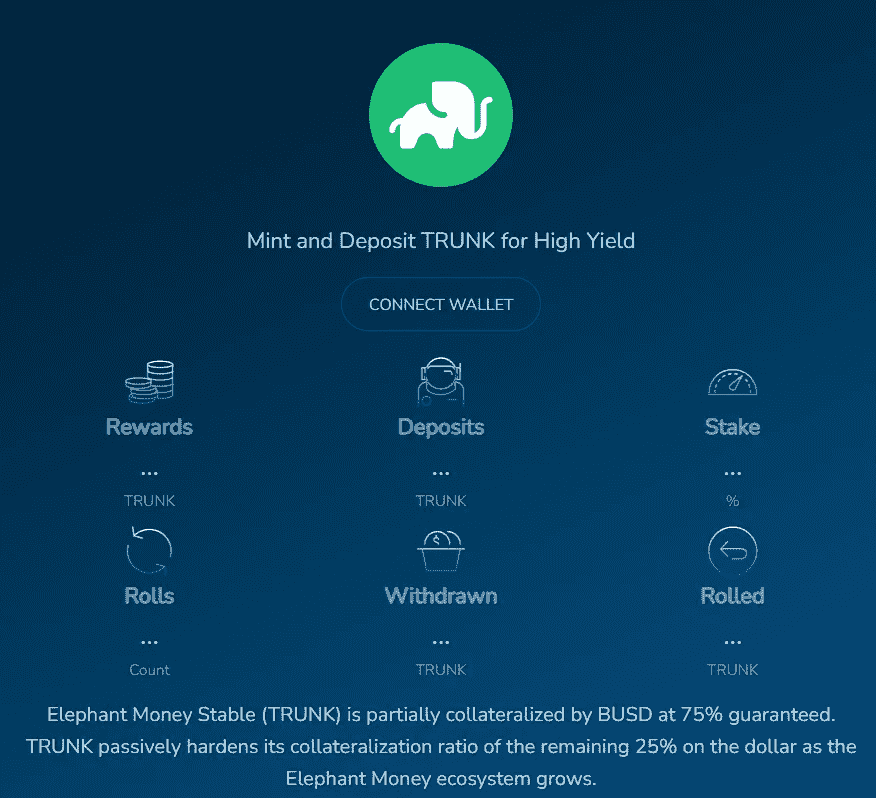 Mint and Deposit TRUNK for High Yield
CONNECT WALLET
Rewards
Deposits
Stake
...
...
...
TRUNK
TRUNK
%
Rolls
Withdrawn
Rolled
...
...
...
Count
TRUNK
TRUNK
Elephant Money Stable (TRUNK) is partially collateralized by BUSD at 75% guaranteed.
TRUNK passively hardens its collateralization ratio of the remaining 25% on the dollar as the
Elephant Money ecosystem grows.